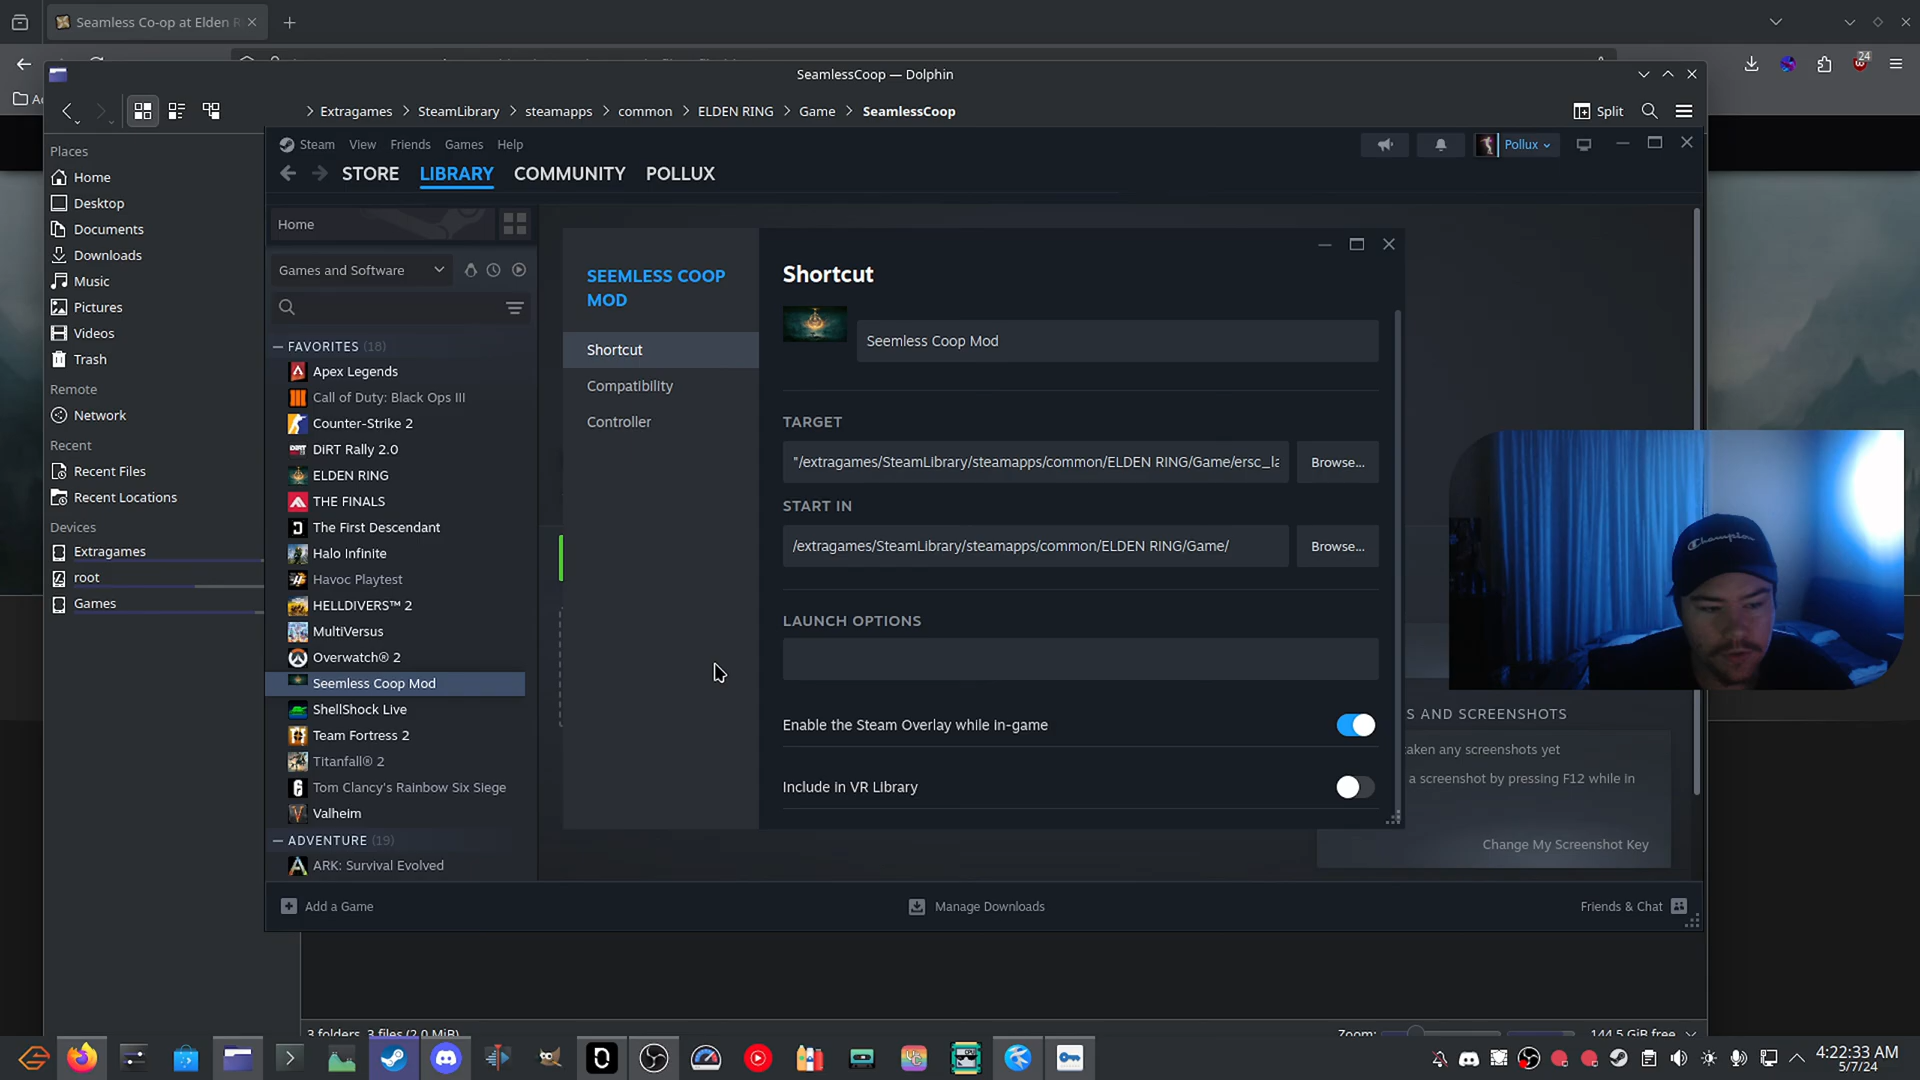 Seamless Co-op at Elden R
24
SeamlessCoop — Dolphin
Extragames
SteamLibrary
steamapps
common
ELDEN RING
Game
SeamlessCoop
Split
Places
Home
Desktop
Documents
Downloads
Music
Pictures
Videos
Trash
Remote
Network
Recent
Recent Files
Recent Locations
Devices
Extragames
root
Games
Steam View Friends Games Help
Pollux
STORE LIBRARY COMMUNITY POLLUX
Home
Games and Software
FAVORITES (18)
Apex Legends
Call of Duty: Black Ops III
Counter-Strike 2
DiRT Rally 2.0
ELDEN RING
THE FINALS
The First Descendant
Halo Infinite
Havoc Playtest
HELLDIVERS™ 2
MultiVersus
Overwatch® 2
Seemless Coop Mod
ShellShock Live
Team Fortress 2
Titanfall® 2
Tom Clancy's Rainbow Six Siege
Valheim
ADVENTURE (19)
ARK: Survival Evolved
SEEMLESS COOP
MOD
Shortcut
Compatibility
Controller
Shortcut
Seemless Coop Mod
TARGET
"/extragames/SteamLibrary/steamapps/common/ELDEN RING/Game/ersc_la
Browse...
START IN
/extragames/SteamLibrary/steamapps/common/ELDEN RING/Game/
Browse...
LAUNCH OPTIONS
Enable the Steam Overlay while in-game
Include in VR Library
S AND SCREENSHOTS
taken any screenshots yet
a screenshot by pressing F12 while in
Change My Screenshot Key
Champion
Add a Game
Manage Downloads
Friends & Chat
3 folders, 3 files (2.0 MiB)
Zoom:
144.5 GiB free
4:22:33 AM
5/7/24